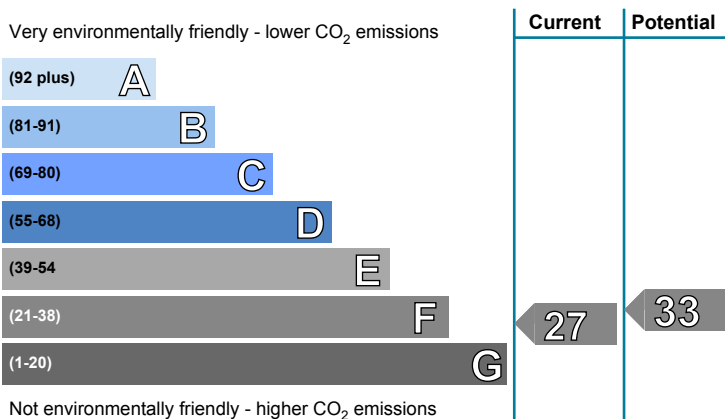 Very environmentally friendly - lower CO₂ emissions
Current
Potential
(92 plus) A
(81-91) B
(69-80) C
(55-68) D
(39-54 E
(21-38) F
27
33
(1-20) G
Not environmentally friendly - higher CO₂ emissions